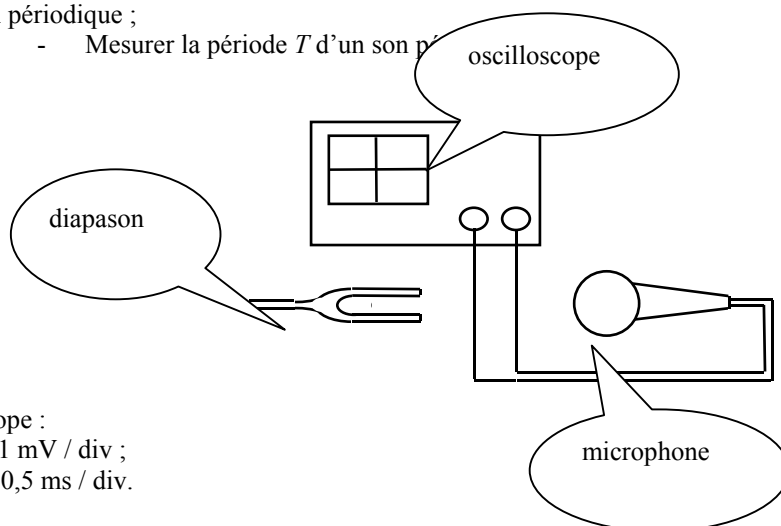 périodique ;
- Mesurer la période T d'un son
oscilloscope
diapason
ope :
1 mV / div ;
0,5 ms / div.
microphone